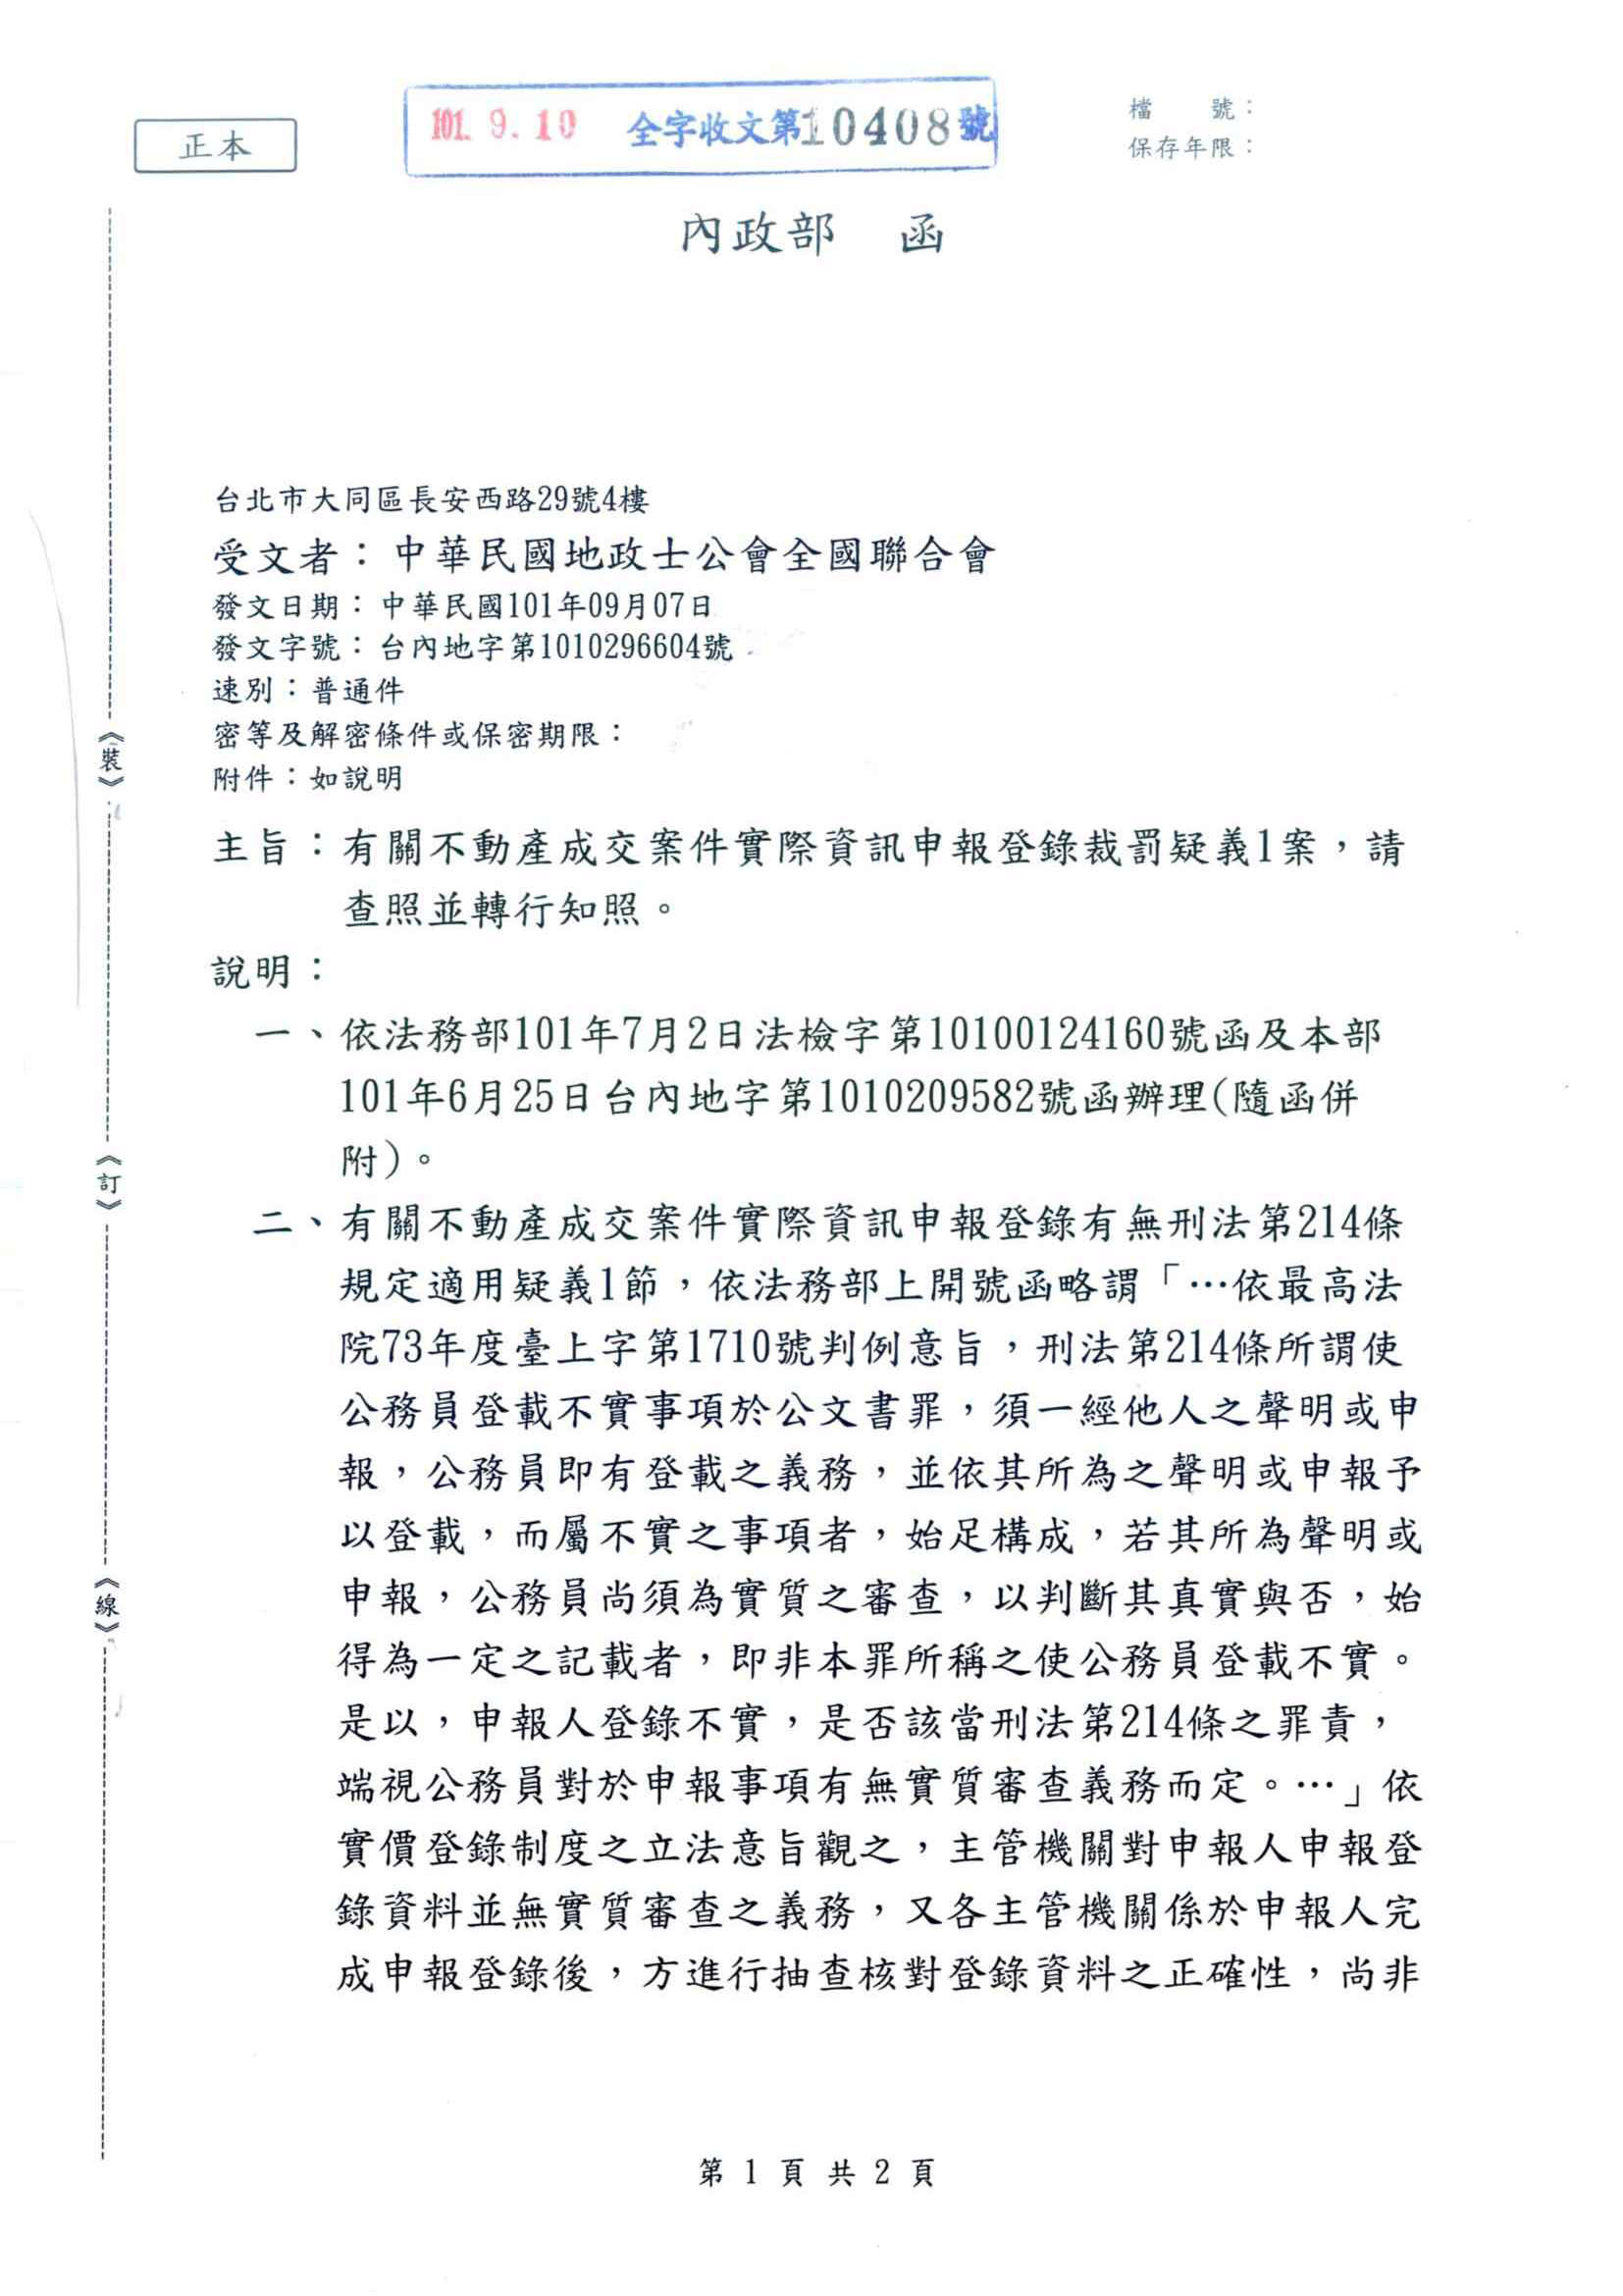 正本
101. 9. 10 全字收文第10408號
檔　　號：
保存年限：
內政部　函
台北市大同區長安西路29號4樓
受文者：中華民國地政士公會全國聯合會
發文日期：中華民國101年09月07日
發文字號：台內地字第1010296604號
速別：普通件
密等及解密條件或保密期限：
附件：如說明
主旨：有關不動產成交案件實際資訊申報登錄裁罰疑義1案，請
查照並轉行知照。
說明：
一、依法務部101年7月2日法檢字第10100124160號函及本部
101年6月25日台內地字第1010209582號函辦理(隨函併
附)。
二、有關不動產成交案件實際資訊申報登錄有無刑法第214條
規定適用疑義1節，依法務部上開號函略謂「…依最高法
院73年度臺上字第1710號判例意旨，刑法第214條所謂使
公務員登載不實事項於公文書罪，須一經他人之聲明或申
報，公務員即有登載之義務，並依其所為之聲明或申報予
以登載，而屬不實之事項者，始足構成，若其所為聲明或
申報，公務員尚須為實質之審查，以判斷其真實與否，始
得為一定之記載者，即非本罪所稱之使公務員登載不實。
是以，申報人登錄不實，是否該當刑法第214條之罪責，
端視公務員對於申報事項有無實質審查義務而定。…」依
實價登錄制度之立法意旨觀之，主管機關對申報人申報登
錄資料並無實質審查之義務，又各主管機關係於申報人完
成申報登錄後，方進行抽查核對登錄資料之正確性，尚非
《裝》
《訂》
《線》
第 1 頁 共 2 頁